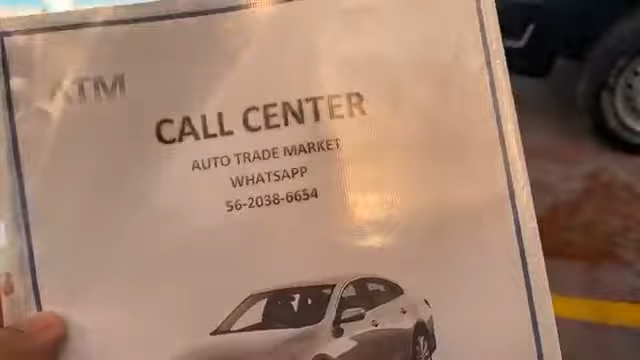 ATM
CALL CENTER
AUTO TRADE MARKET
WHATSAPP
56-2038-6654